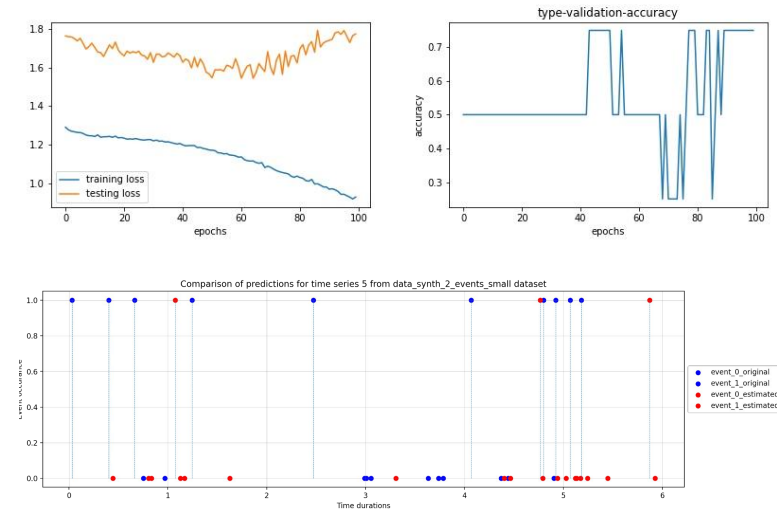 type-validation-accuracy
1.8
1.6
1.4
1.2
1.0
training loss
testing loss
0 20 40 60 80 100
epochs
accuracy
0.7
0.6
0.5
0.4
0.3
0 20 40 60 80 100
epochs
Comparison of predictions for time series 5 from data_synth_2_events_small dataset
1.0
0.8
0.6
0.4
0.2
0.0
0 1 2 3 4 5 6
Time durations
event_0_original
event_1_original
event_0_estimated
event_1_estimated